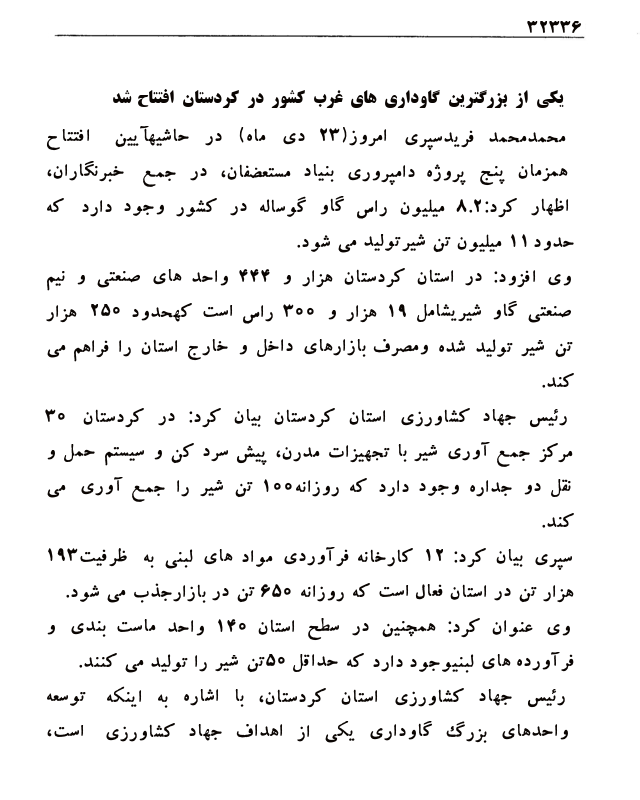 ۳۲۳۳۶
یکی از بزرگترین گاوداری های غرب کشور در کردستان افتتاح شد
محمدمحمد فریدسپری امروز(۲۳ دی ماه) در حاشیهآیین افتتاح
همزمان پنج پروژه دامپروری بنیاد مستعضفان، در جمع خبرنگاران،
اظهار کرد:۸.۲ میلیون راس گاو گوساله در کشور وجود دارد که
حدود۱۱ میلیون تن شیرتولید می شود.
وی افزود: در استان کردستان هزار و ۴۴۴ واحد های صنعتی و نیم
صنعتی گاو شیریشامل ۱۹ هزار و ۳۰۰ راس است کهحدود ۲۵۰ هزار
تن شیر تولید شده ومصرف بازارهای داخل و خارج استان را فراهم می
کند.
رئیس جهاد کشاورزی استان کردستان بیان کرد: در کردستان ۳۰
مرکز جمع آوری شیر با تجهیزات مدرن، پیش سرد کن و سیستم حمل و
نقل دو جداره وجود دارد که روزانه۱۰۰ تن شیر را جمع آوری می
کند.
سپری بیان کرد: ۱۲ کارخانه فرآوردی مواد های لبنی به ظرفیت۱۹۳
هزار تن در استان فعال است که روزانه ۶۵۰ تن در بازارجذب می شود.
وی عنوان کرد: همچنین در سطح استان ۱۴۰ واحد ماست بندی و
فرآورده های لبنیوجود دارد که حداقل ۵۰تن شیر را تولید می کنند.
رئیس جهاد کشاورزی استان کردستان، با اشاره به اینکه توسعه
واحدهای بزرگ گاوداری یکی از اهداف جهاد کشاورزی است،